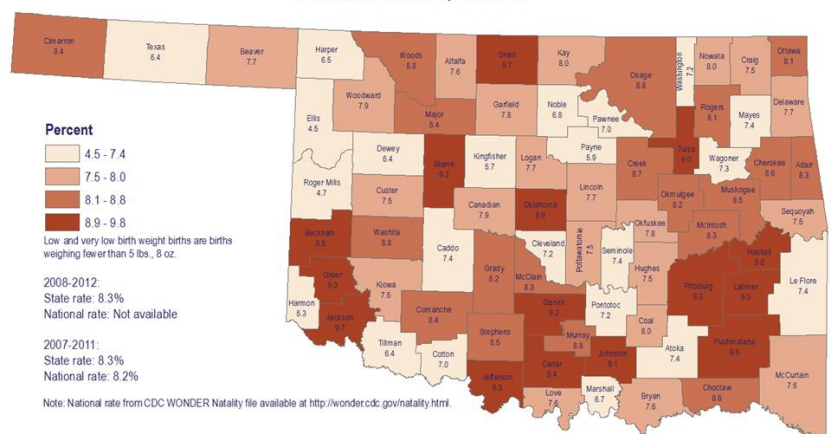 Cimarron
8.4
Texas
6.4
Beaver
7.7
Harper
6.5
Woods
8.8
Alfalfa
7.6
Grant
9.7
Kay
8.0
Osage
8.8
Washington
7.2
Nowata
8.0
Craig
7.5
Ottawa
8.1
Ellis
4.5
Woodward
7.9
Major
8.4
Garfield
7.8
Noble
6.8
Pawnee
7.0
Rogers
8.1
Mayes
7.4
Delaware
7.7
Percent
4.5 - 7.4
7.5 - 8.0
8.1 - 8.8
8.9 - 9.8
Dewey
6.4
Blaine
9.2
Kingfisher
5.7
Logan
7.7
Payne
5.9
Creek
8.7
Tulsa
9.0
Wagoner
7.3
Cherokee
8.6
Adair
8.3
Roger Mills
4.7
Custer
7.5
Canadian
7.9
Oklahoma
8.9
Lincoln
7.7
Okmulgee
8.2
Muskogee
8.5
Sequoyah
7.5
Low and very low birth weight births are births
weighing fewer than 5 lbs., 8 oz.
Beckham
Washita
8.8
Caddo
7.4
Grady
8.2
Cleveland
7.2
Pottawatomie
7.5
Seminole
7.4
Okfuskee
7.8
McIntosh
8.3
Haskell
2008-2012:
State rate: 8.3%
National rate: Not available
Greer
9.2
Kiowa
7.5
McClain
8.3
Hughes
7.5
Pittsburg
9.3
Latimer
9.0
Le Flore
7.4
Harmon
5.3
Jackson
9.7
Comanche
8.4
Stephens
8.5
Garvin
9.2
Pontotoc
7.2
Coal
8.0
Murray
8.8
Johnston
9.1
Atoka
7.4
Pushmataha
2007-2011:
State rate: 8.3%
National rate: 8.2%
Tillman
6.4
Cotton
7.0
Jefferson
9.3
Carter
9.4
Love
7.6
Marshall
6.7
Bryan
7.6
Choctaw
8.6
McCurtain
7.6
Note: National rate from CDC WONDER Natality file available at http://wonder.cdc.gov/natality.html.